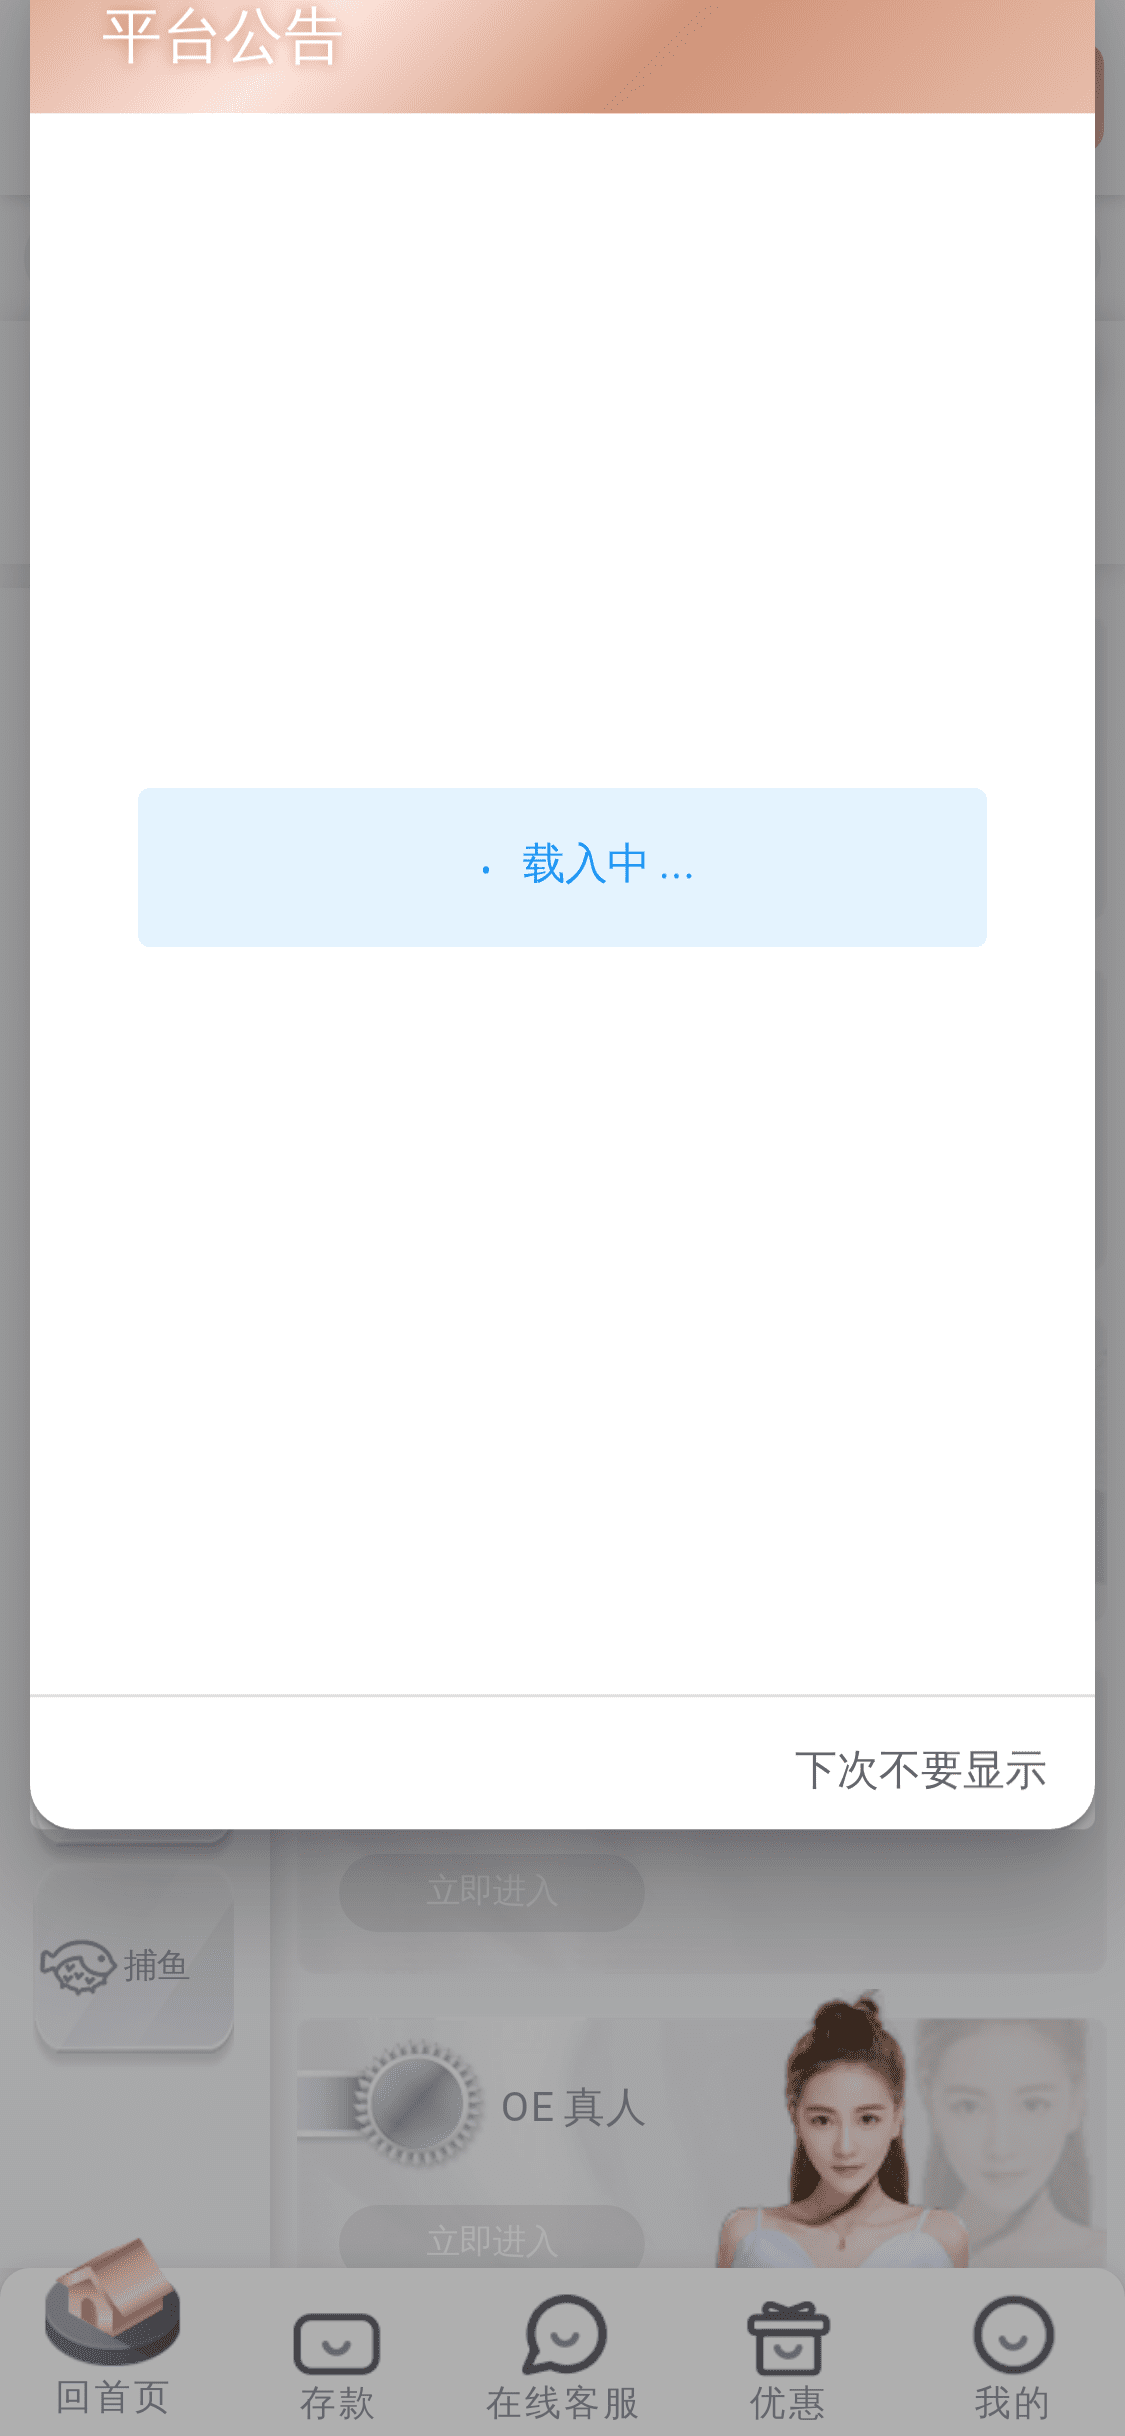 平台公告
载入中 ...
下次不要显示
立即进入
捕鱼
OE 真人
立即进入
回首页
存款
在线客服
优惠
我的